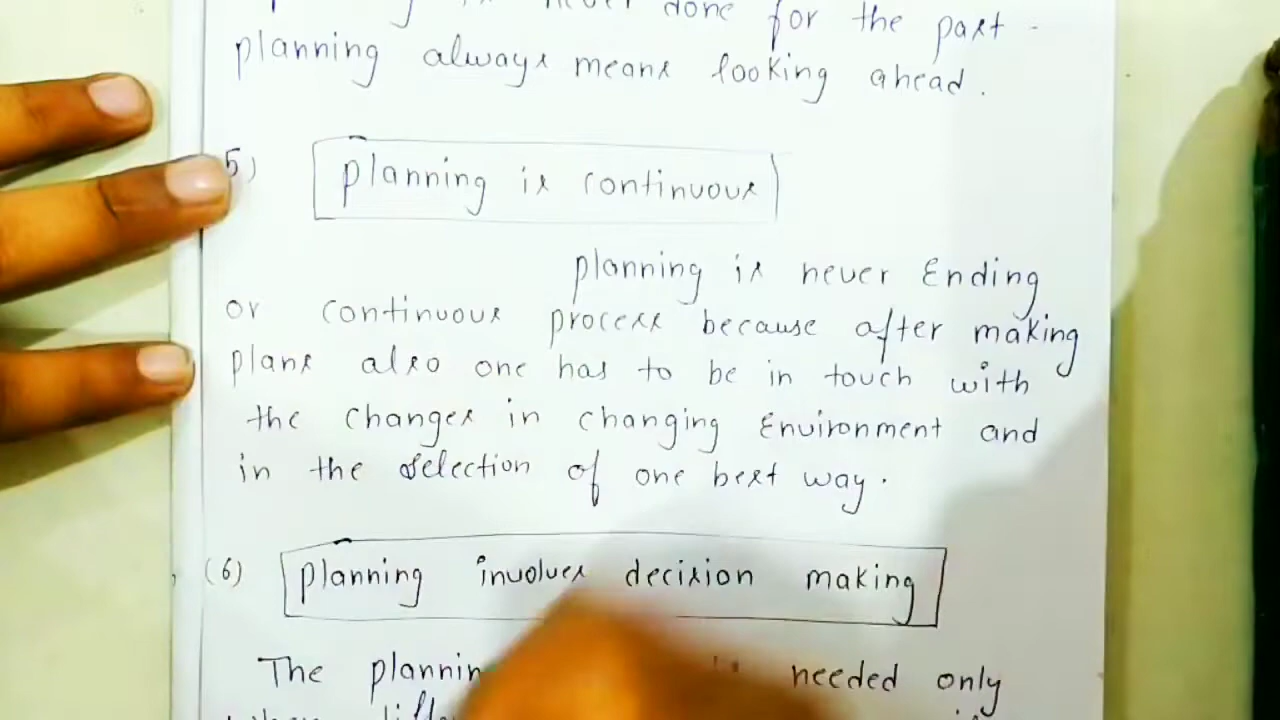 never done for the past -
planning always means looking ahead.
5) planning is continuous
planning is never Ending
or continuous process because after making
plans also one has to be in touch with
the changes in changing Environment and
in the selection of one best way.
(6) planning involves decision making
The is needed only